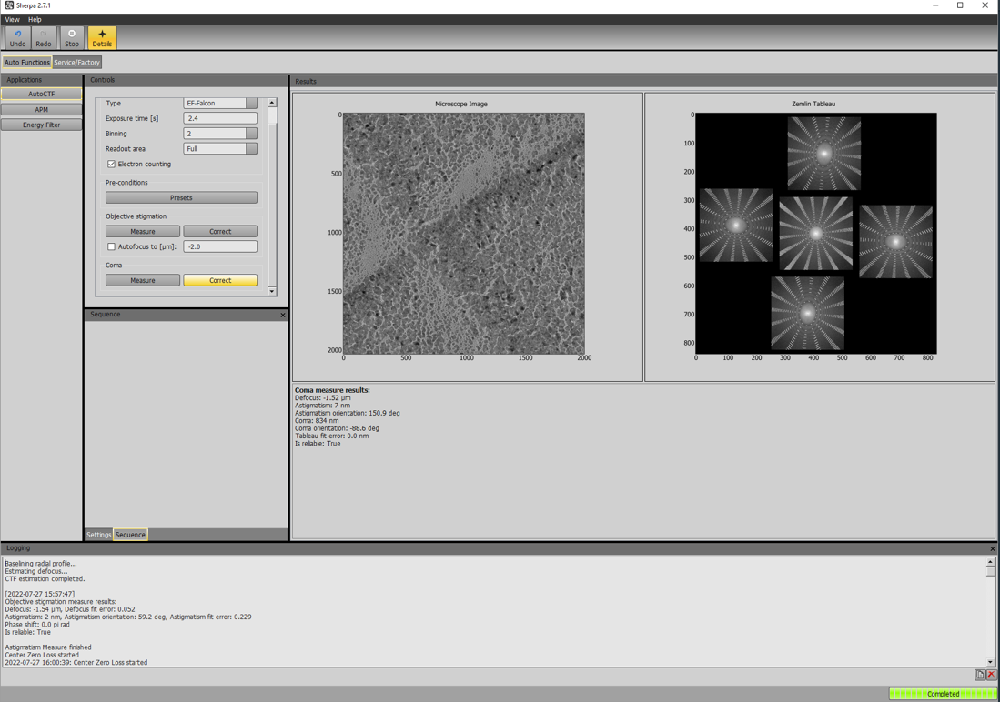 Sherpa 2.7.1
View Help
Undo Redo Stop Details
Auto Functions Service/Factory
Applications
AutoCTF
APM
Energy Filter
Controls
Type EF-Falcon
Exposure time [s] 2.4
Binning 2
Readout area Full
Electron counting
Pre-conditions
Presets
Objective stigmation
Measure Correct
Autofocus to [µm]: -2.0
Coma
Measure Correct
Sequence
Settings Sequence
Results
Microscope Image
0
500
1000
1500
2000
0 500 1000 1500 2000
Zemlin Tableau
0
100
200
300
400
500
600
700
800
0 100 200 300 400 500 600 700 800
Coma measure results:
Defocus: -1.52 µm
Astigmatism: 7 nm
Astigmatism orientation: 150.9 deg
Coma: 834 nm
Coma orientation: -88.6 deg
Tableau fit error: 0.0 nm
Is reliable: True
Logging
Baselining radial profile...
Estimating defocus...
CTF estimation completed.
[2022-07-27 15:57:47]
Objective stigmation measure results:
Defocus: -1.54 µm, Defocus fit error: 0.052
Astigmatism: 2 nm, Astigmatism orientation: 59.2 deg, Astigmatism fit error: 0.229
Phase shift: 0.0 pi rad
Is reliable: True
Astigmatism Measure finished
Center Zero Loss started
2022-07-27 16:00:39: Center Zero Loss started
Completed